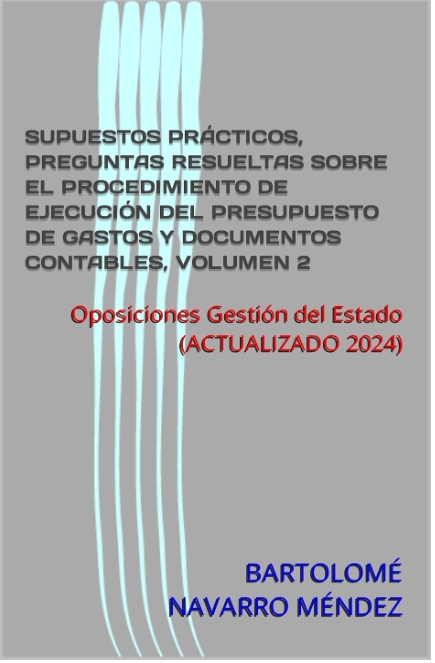 SUPUESTOS PRÁCTICOS,
PREGUNTAS RESUELTAS SOBRE
EL PROCEDIMIENTO DE
EJECUCIÓN DEL PRESUPUESTO
DE GASTOS Y DOCUMENTOS
CONTABLES, VOLUMEN 2
Oposiciones Gestión del Estado
(ACTUALIZADO 2024)
BARTOLOMÉ
NAVARRO MÉNDEZ